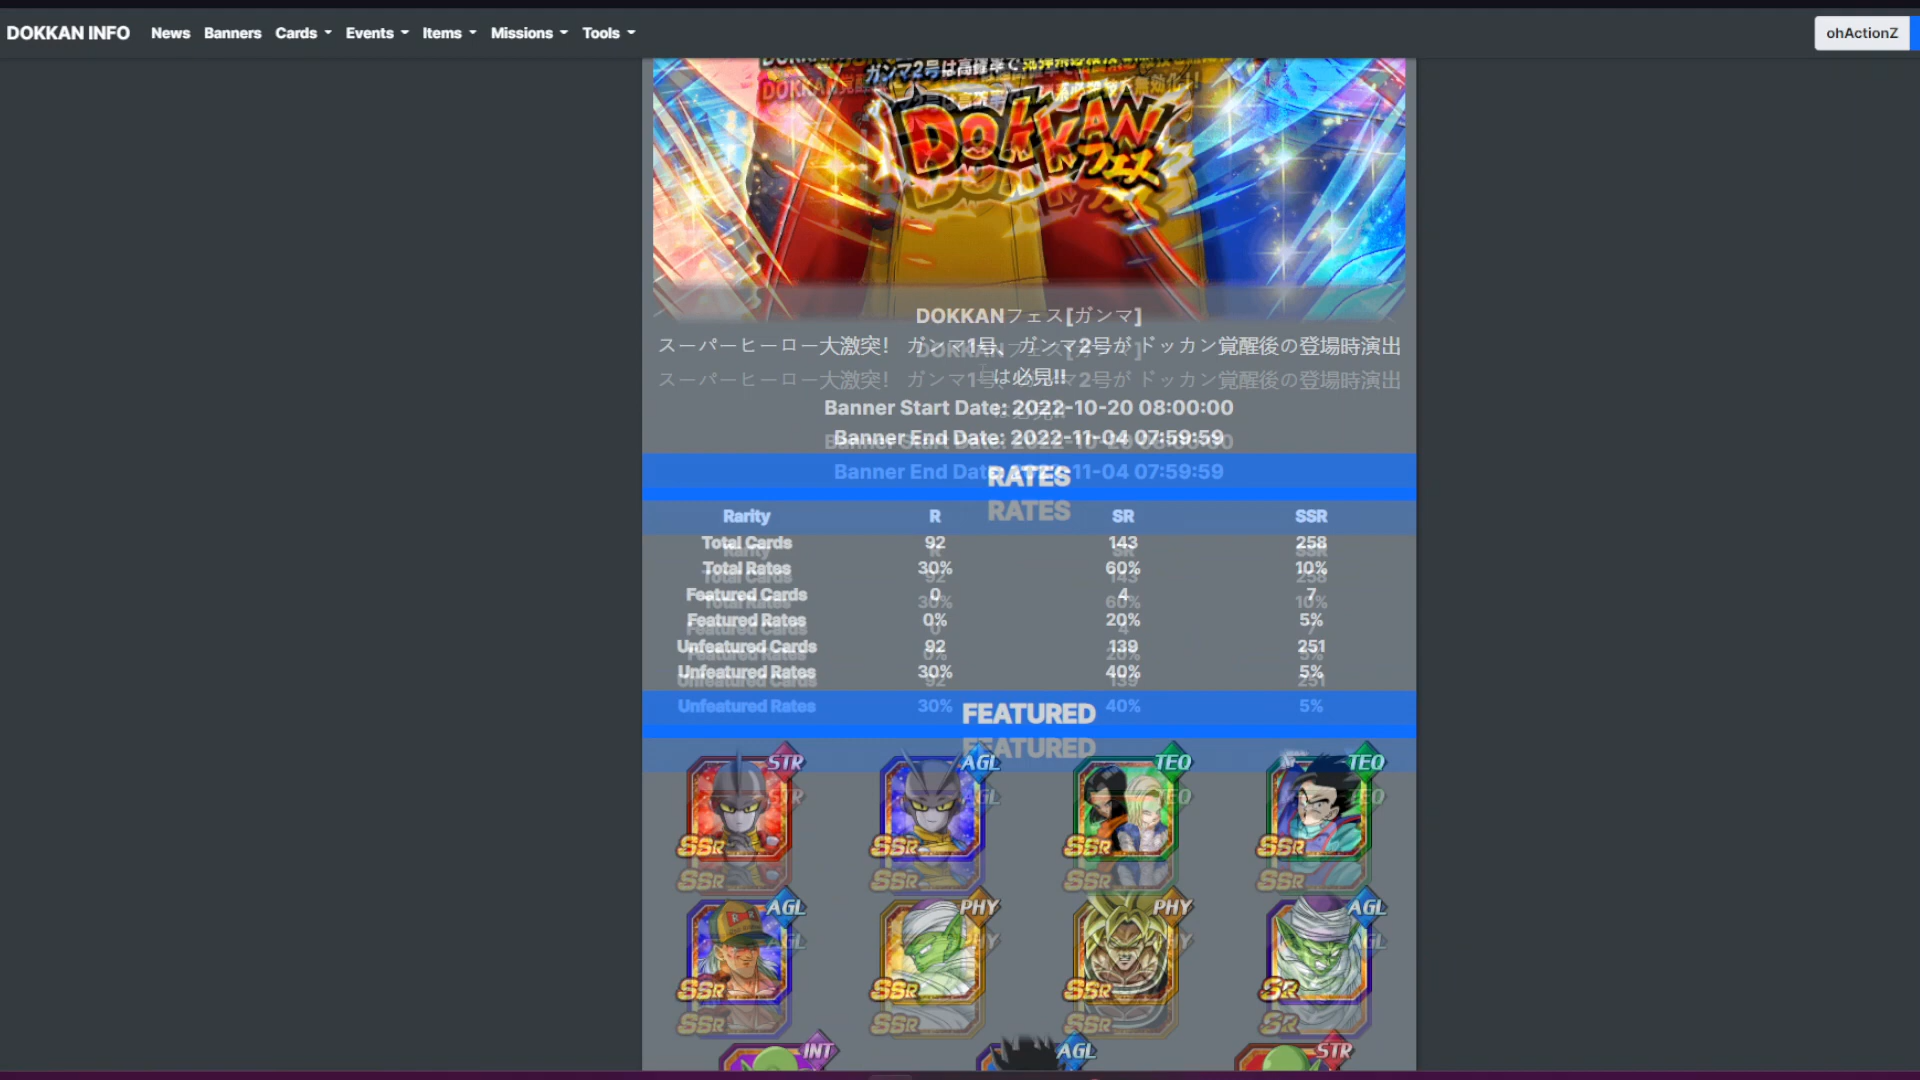 DOKKAN INFO News Banners Cards Events Items Missions Tools ohActionZ
DOKKAN
フェス
DOKKANフェス[ガンマ]
スーパーヒーロー大激突! ガンマ1号、ガンマ2号がドッカン覚醒後の登場時演出
は必見!!
Banner Start Date: 2022-10-20 08:00:00
Banner End Date: 2022-11-04 07:59:59
RATES
Rarity R SR SSR
Total Cards 92 143 258
Total Rates 30% 60% 10%
Featured Cards 0 4 7
Featured Rates 0% 20% 5%
Unfeatured Cards 92 139 251
Unfeatured Rates 30% 40% 5%
FEATURED
STR AGL TEQ TEQ
SSR SSR SSR SSR
AGL PHY PHY AGL
SSR SSR SSR SR
INT AGL STR